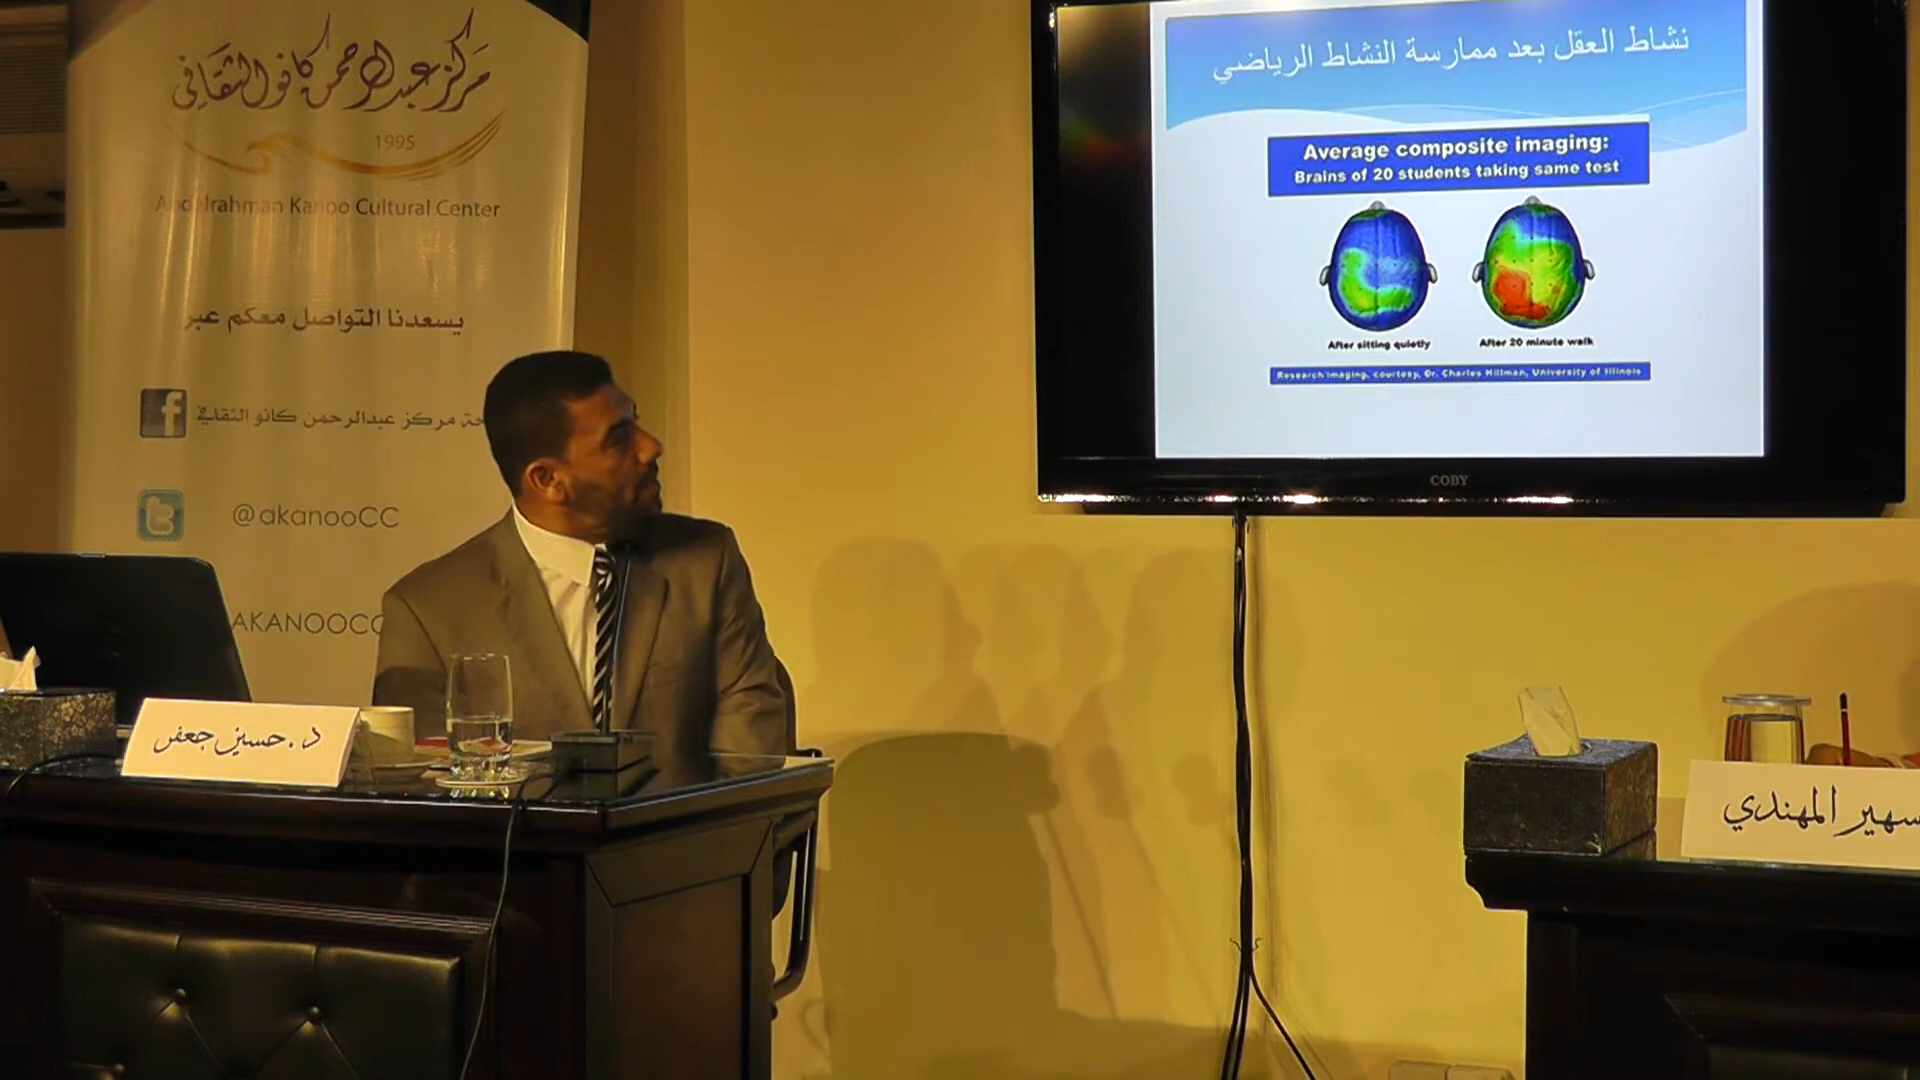 مركز عبدالرحمن كانو الثقافي
1995
Abdelrahman Kanoo Cultural Center
يسعدنا التواصل معكم عبر
مركز عبدالرحمن كانو الثقافي
@akanooCC
AKANOOCC
د. حسين جعفر
نشاط العقل بعد ممارسة النشاط الرياضي
Average composite imaging:
Brains of 20 students taking same test
After sitting quietly
After 20 minute walk
Research imaging, courtesy, Dr. Charles Hillman, University of Illinois
COBY
سهير المهندي